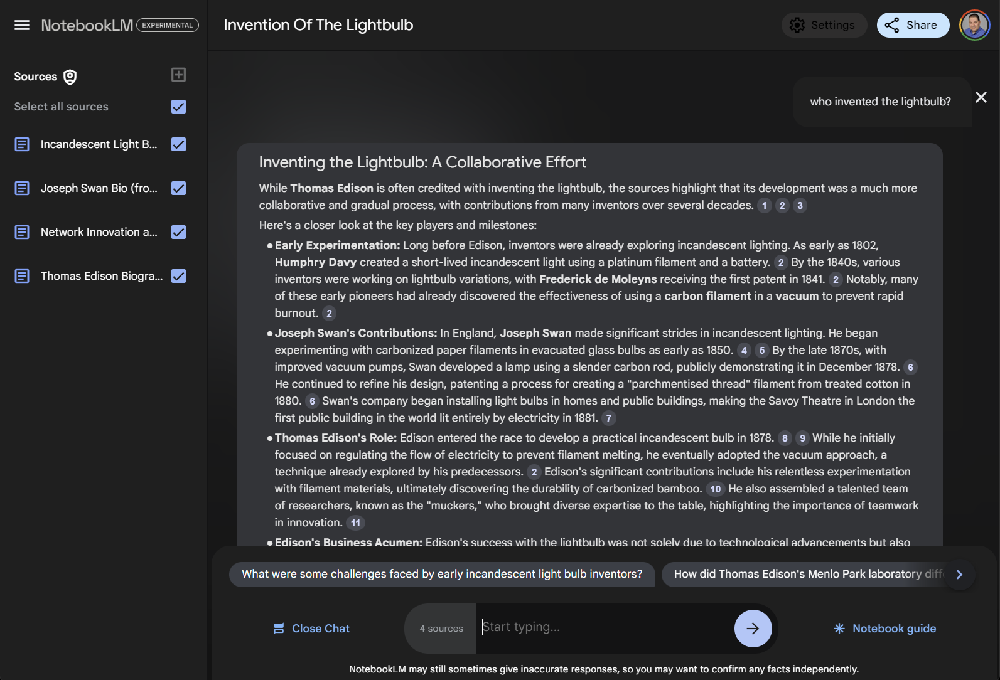 NotebookLM EXPERIMENTAL
Invention Of The Lightbulb
Settings
Share
Sources
Select all sources
Incandescent Light B...
Joseph Swan Bio (fro...
Network Innovation a...
Thomas Edison Biogra...
who invented the lightbulb?
Inventing the Lightbulb: A Collaborative Effort
While Thomas Edison is often credited with inventing the lightbulb, the sources highlight that its development was a much more
collaborative and gradual process, with contributions from many inventors over several decades. 1 2 3
Here's a closer look at the key players and milestones:
● Early Experimentation: Long before Edison, inventors were already exploring incandescent lighting. As early as 1802,
Humphry Davy created a short-lived incandescent light using a platinum filament and a battery. 2 By the 1840s, various
inventors were working on lightbulb variations, with Frederick de Moleyns receiving the first patent in 1841. 2 Notably, many
of these early pioneers had already discovered the effectiveness of using a carbon filament in a vacuum to prevent rapid
burnout. 2
● Joseph Swan's Contributions: In England, Joseph Swan made significant strides in incandescent lighting. He began
experimenting with carbonized paper filaments in evacuated glass bulbs as early as 1850. 4 5 By the late 1870s, with
improved vacuum pumps, Swan developed a lamp using a slender carbon rod, publicly demonstrating it in December 1878. 6
He continued to refine his design, patenting a process for creating a "parchmentised thread" filament from treated cotton in
1880. 6 Swan's company began installing light bulbs in homes and public buildings, making the Savoy Theatre in London the
first public building in the world lit entirely by electricity in 1881. 7
● Thomas Edison's Role: Edison entered the race to develop a practical incandescent bulb in 1878. 8 9 While he initially
focused on regulating the flow of electricity to prevent filament melting, he eventually adopted the vacuum approach, a
technique already explored by his predecessors. 2 Edison's significant contributions include his relentless experimentation
with filament materials, ultimately discovering the durability of carbonized bamboo. 10 He also assembled a talented team
of researchers, known as the "muckers," who brought diverse expertise to the table, highlighting the importance of teamwork
in innovation. 11
● Edison's Business Acumen: Edison's success with the lightbulb was not solely due to technological advancements but also
What were some challenges faced by early incandescent light bulb inventors?
How did Thomas Edison's Menlo Park laboratory diffe
Close Chat
4 sources
Start typing...
Notebook guide
NotebookLM may still sometimes give inaccurate responses, so you may want to confirm any facts independently.